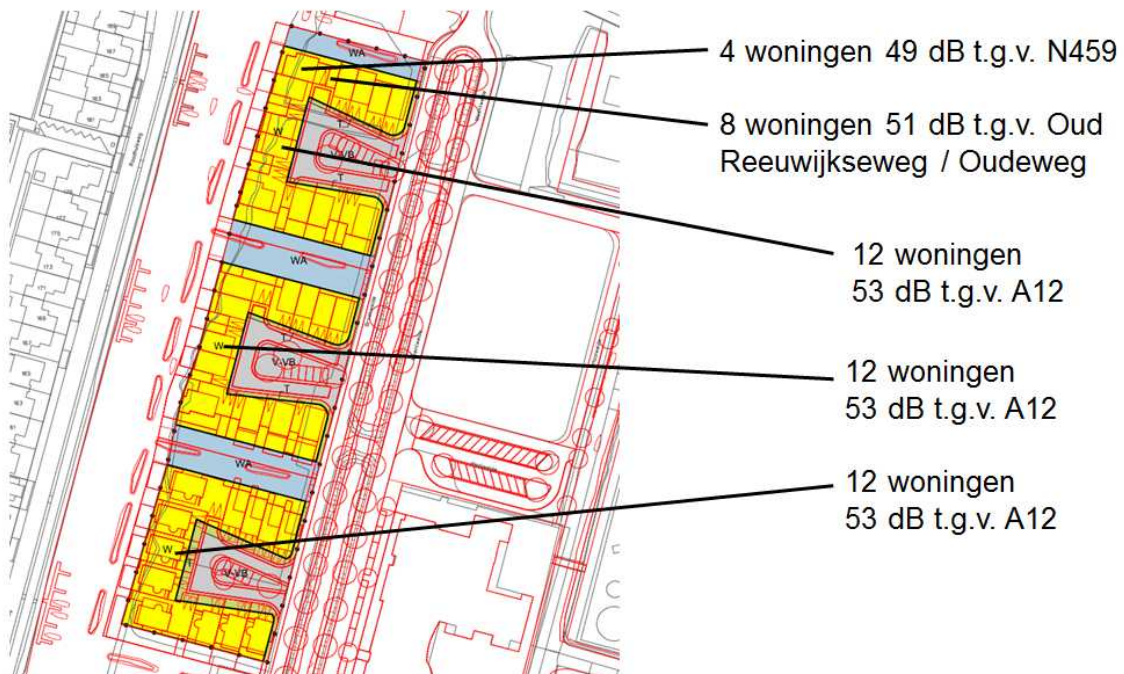 4 woningen 49 dB t.g.v. N459
8 woningen 51 dB t.g.v. Oud
Reeuwijkseweg / Oudeweg
12 woningen
53 dB t.g.v. A12
12 woningen
53 dB t.g.v. A12
12 woningen
53 dB t.g.v. A12
WA
W
T
V-VB
T
WA
T
W
V-VB
T
WA
W
T
V-VB